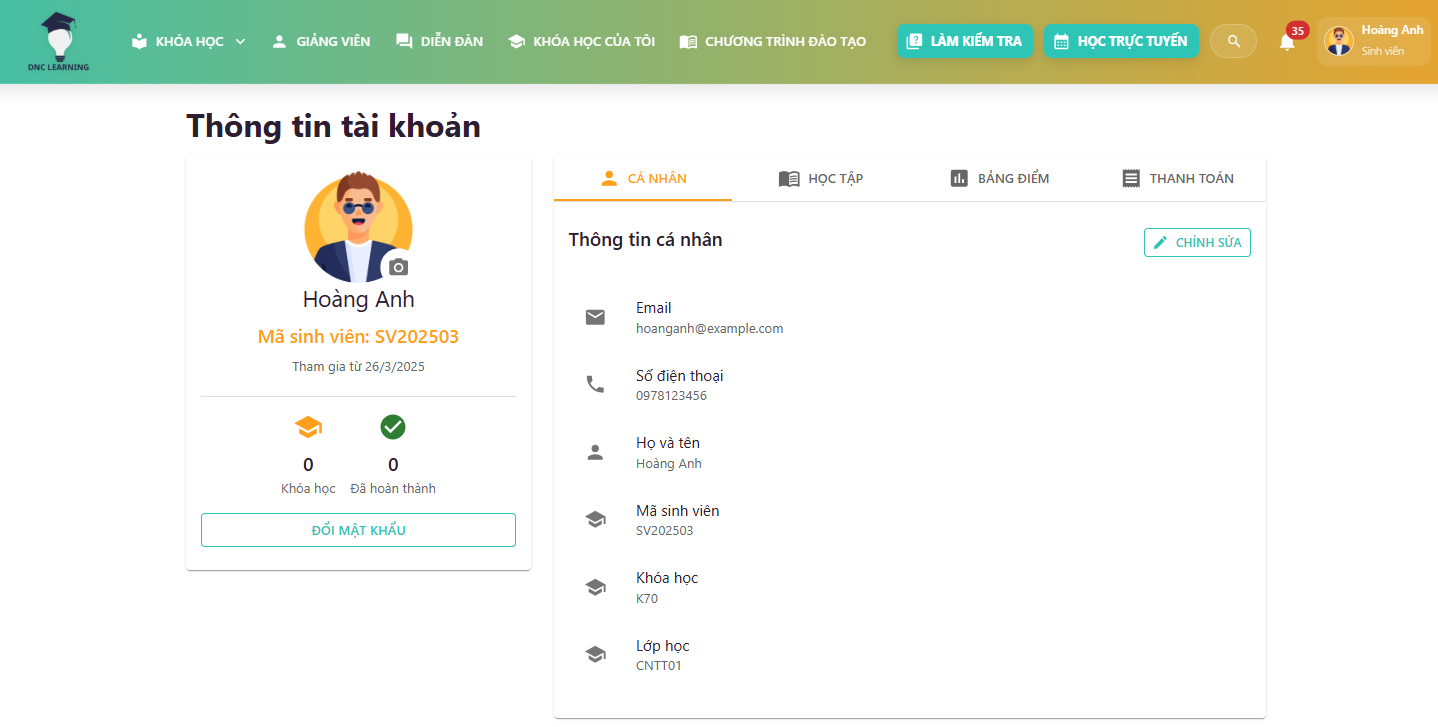 DNC LEARNING
KHÓA HỌC
GIẢNG VIÊN
DIỄN ĐÀN
KHÓA HỌC CỦA TÔI
CHƯƠNG TRÌNH ĐÀO TẠO
LÀM KIỂM TRA
HỌC TRỰC TUYẾN
35
Hoàng Anh
Sinh viên
Thông tin tài khoản
Hoàng Anh
Mã sinh viên: SV202503
Tham gia từ 26/3/2025
0
Khóa học
0
Đã hoàn thành
ĐỔI MẬT KHẨU
CÁ NHÂN
HỌC TẬP
BẢNG ĐIỂM
THANH TOÁN
Thông tin cá nhân
CHỈNH SỬA
Email
hoanganh@example.com
Số điện thoại
0978123456
Họ và tên
Hoàng Anh
Mã sinh viên
SV202503
Khóa học
K70
Lớp học
CNTT01